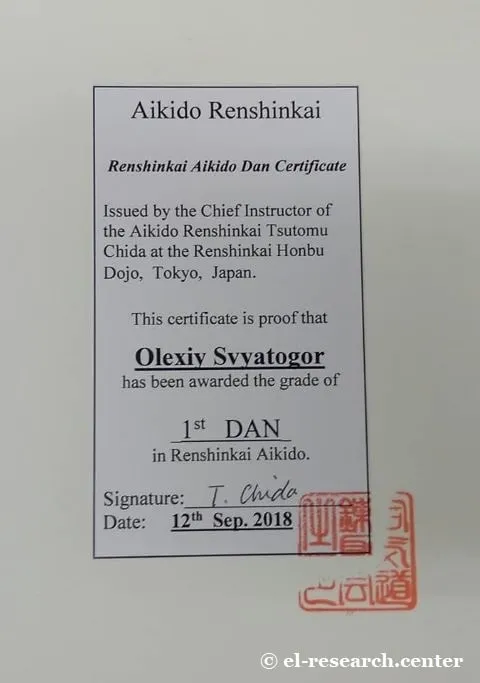 Aikido Renshinkai
Renshinkai Aikido Dan Certificate
Issued by the Chief Instructor of
the Aikido Renshinkai Tsutomu
Chida at the Renshinkai Honbu
Dojo, Tokyo, Japan.
This certificate is proof that
Olexiy Svyatogor
has been awarded the grade of
1st DAN
in Renshinkai Aikido.
Signature: T. Chida
Date: 12th Sep. 2018
© el-research.center